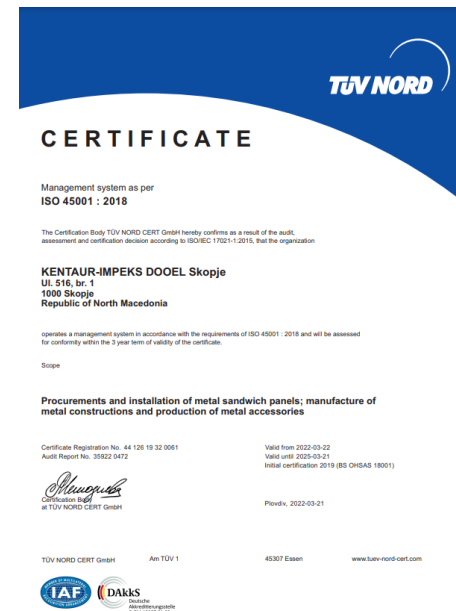 TÜV NORD
CERTIFICATE
Management system as per
ISO 45001 : 2018
The Certification Body TÜV NORD CERT GmbH hereby confirms as a result of the audit,
assessment and certification decision according to ISO/IEC 17021-1:2015, that the organization
KENTAUR-IMPEKS DOOEL Skopje
Ul. 516, br. 1
1000 Skopje
Republic of North Macedonia
operates a management system in accordance with the requirements of ISO 45001 : 2018 and will be assessed
for conformity within the 3 year term of validity of the certificate.
Scope
Procurements and installation of metal sandwich panels; manufacture of
metal constructions and production of metal accessories
Certificate Registration No. 44 126 19 32 0061
Audit Report No. 35922 0472
Valid from 2022-03-22
Valid until 2025-03-21
Initial certification 2019 (BS OHSAS 18001)
Certification Body
at TÜV NORD CERT GmbH
Plovdiv, 2022-03-21
TÜV NORD CERT GmbH Am TÜV 1 45307 Essen www.tuev-nord-cert.com
IAF
DAkkS
Deutsche
Akkreditierungsstelle